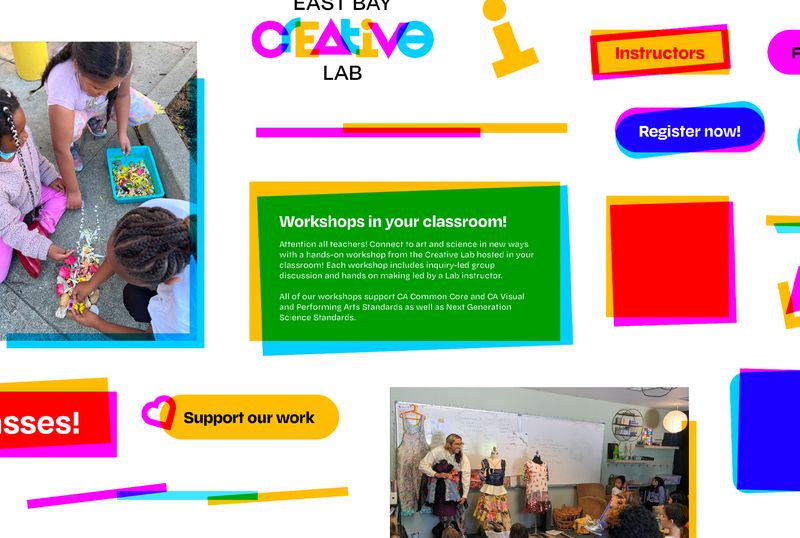 EAST BAY
CREATIVE
LAB
Instructors
Register now!
Workshops in your classroom!
Attention all teachers! Connect to art and science in new ways
with a hands-on workshop from the Creative Lab hosted in your
classroom! Each workshop includes inquiry-led group
discussion and hands on making led by a Lab instructor.
All of our workshops support CA Common Core and CA Visual
and Performing Arts Standards as well as Next Generation
Science Standards.
sses!
Support our work